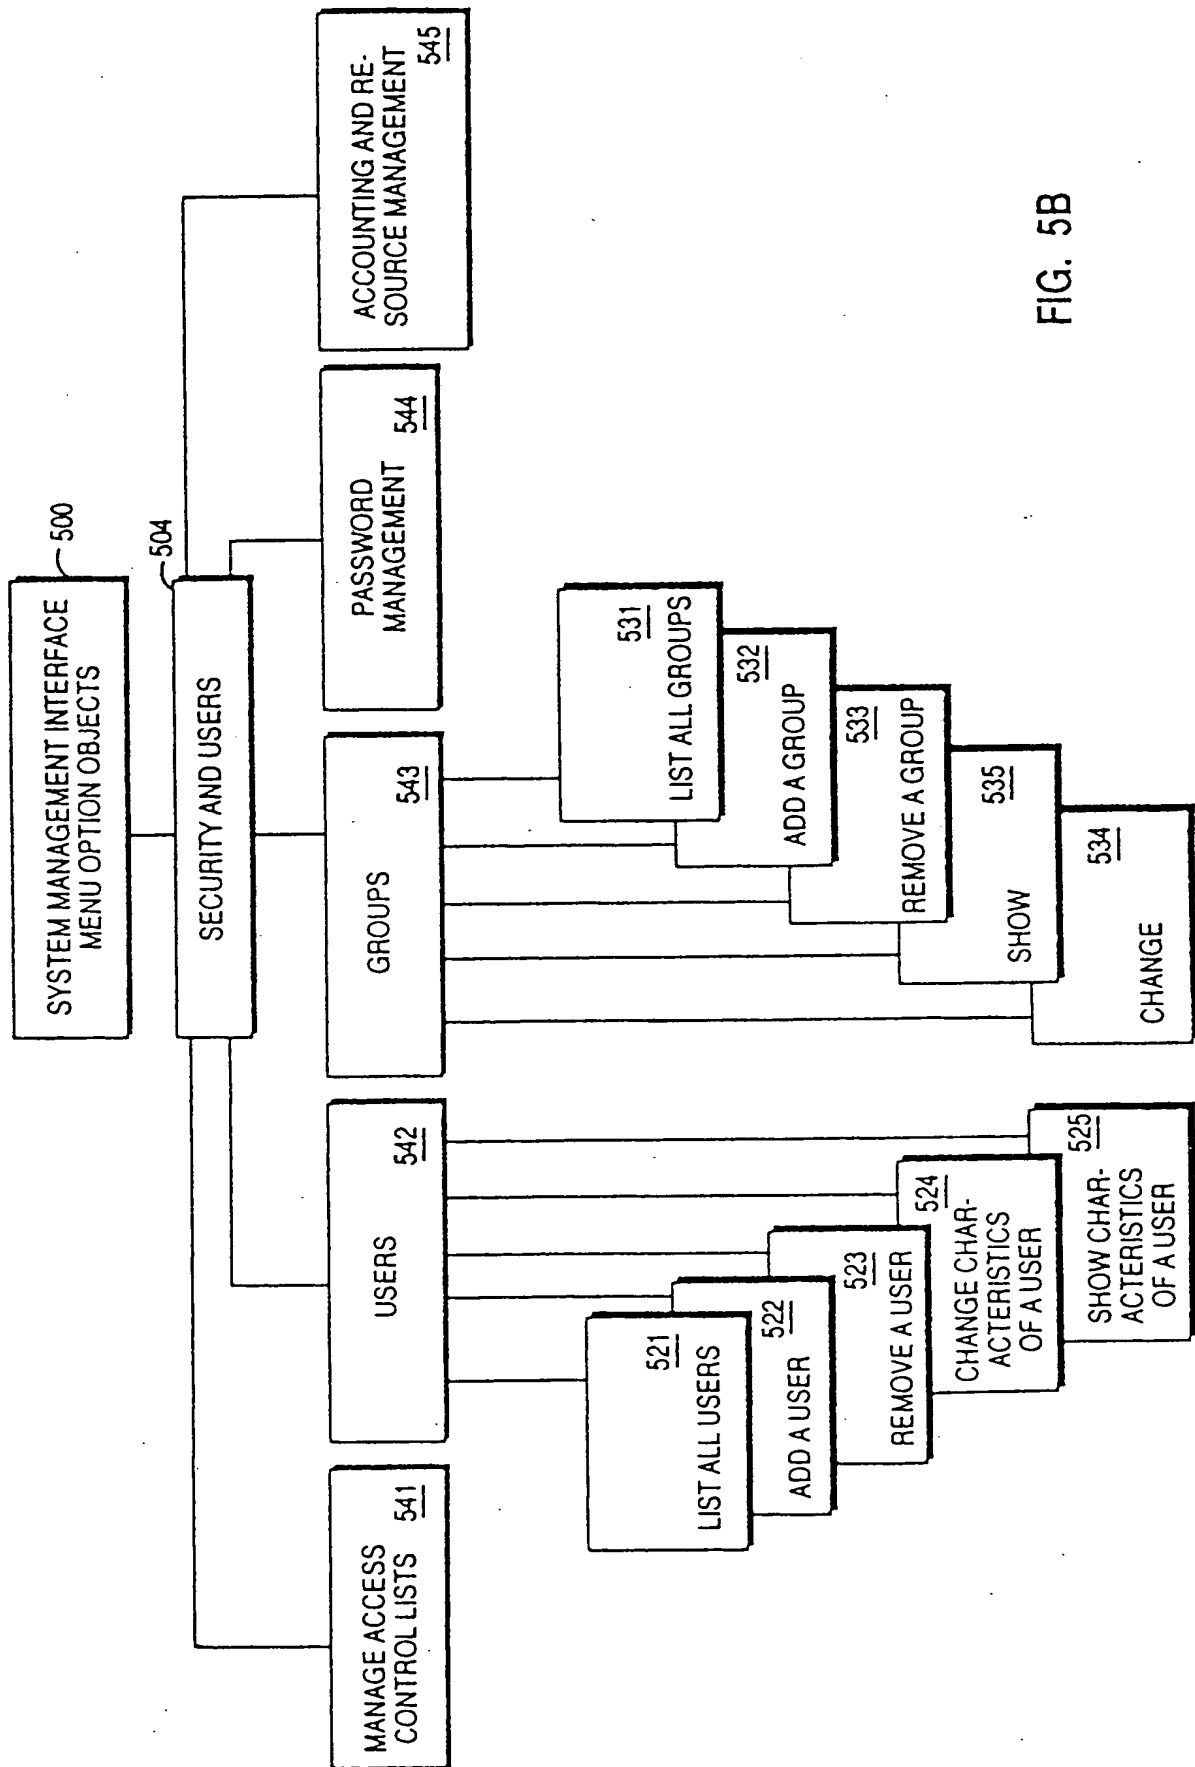 SYSTEM MANAGEMENT INTERFACE
MENU OPTION OBJECTS
500
504
SECURITY AND USERS
MANAGE ACCESS
CONTROL LISTS 541
USERS
542
GROUPS
543
PASSWORD
MANAGEMENT
544
ACCOUNTING AND RE-
SOURCE MANAGEMENT
545
521
LIST ALL USERS
522
ADD A USER
523
REMOVE A USER
524
CHANGE CHAR-
ACTERISTICS
OF A USER
525
SHOW CHAR-
ACTERISTICS
OF A USER
531
LIST ALL GROUPS
532
ADD A GROUP
533
REMOVE A GROUP
535
SHOW
534
CHANGE
FIG. 5B